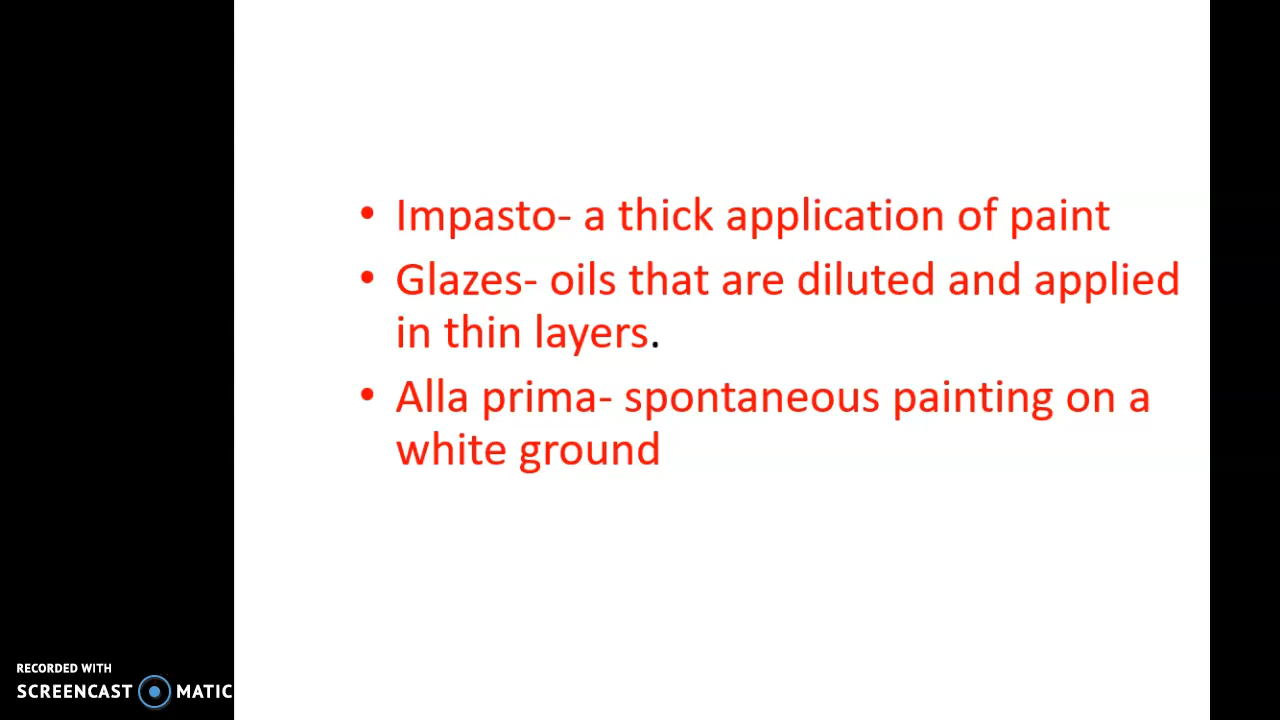 • Impasto- a thick application of paint
• Glazes- oils that are diluted and applied
in thin layers.
• Alla prima- spontaneous painting on a
white ground
RECORDED WITH
SCREENCAST MATIC